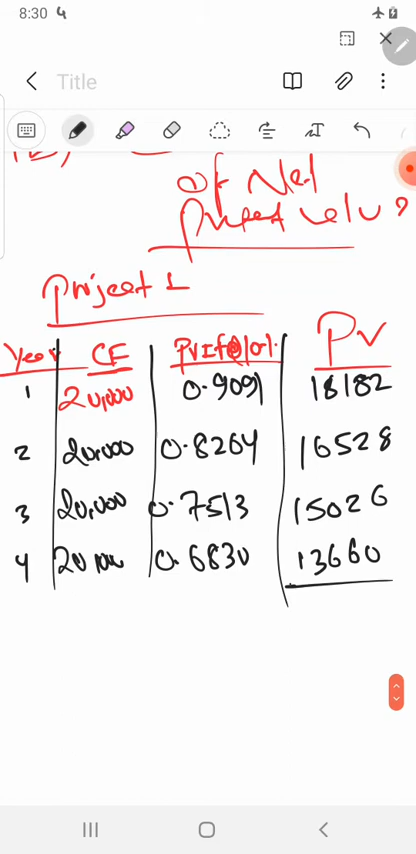 8:30
Title
of Net
present value
Project 1
Year CF PVIF@10% PV
1 20,000 0.9091 18182
2 20,000 0.8264 16528
3 20,000 0.7513 15026
4 20,000 0.6830 13660